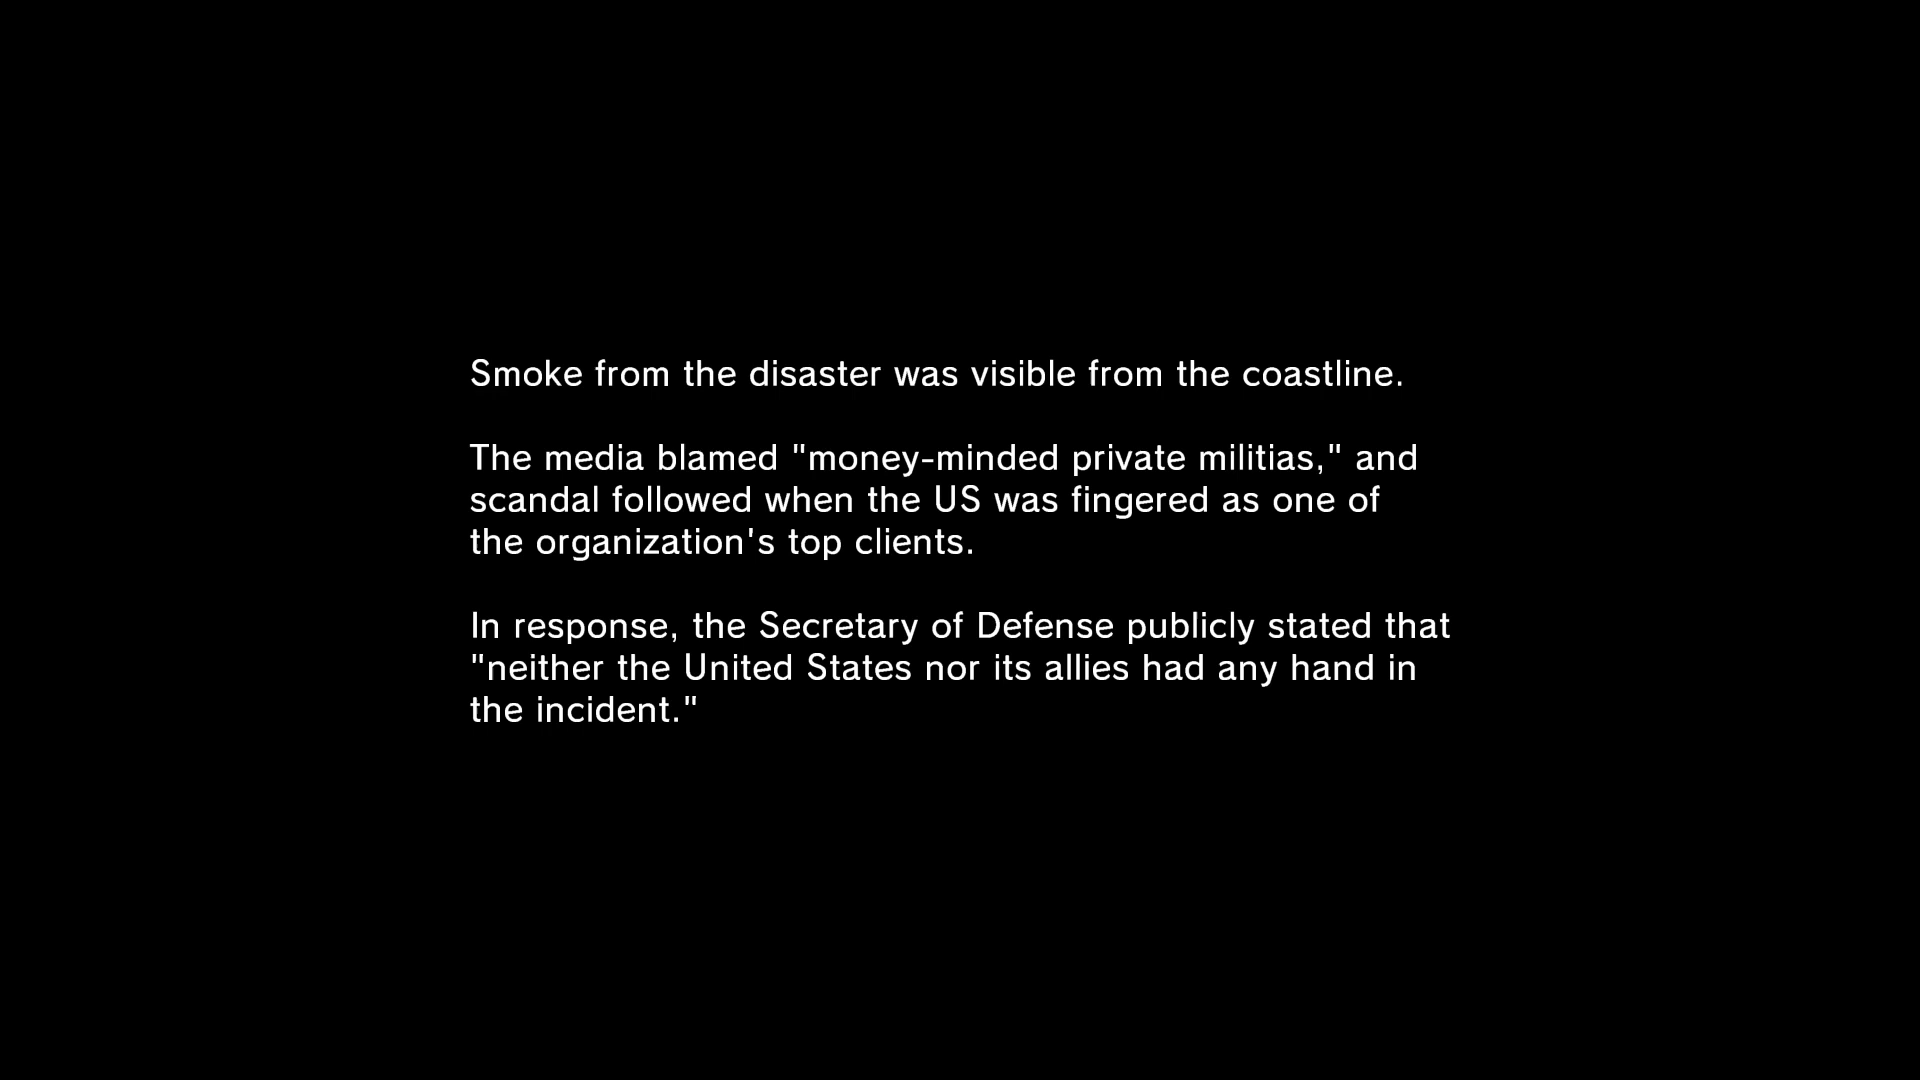 Smoke from the disaster was visible from the coastline.
The media blamed "money-minded private militias," and
scandal followed when the US was fingered as one of
the organization's top clients.
In response, the Secretary of Defense publicly stated that
"neither the United States nor its allies had any hand in
the incident."